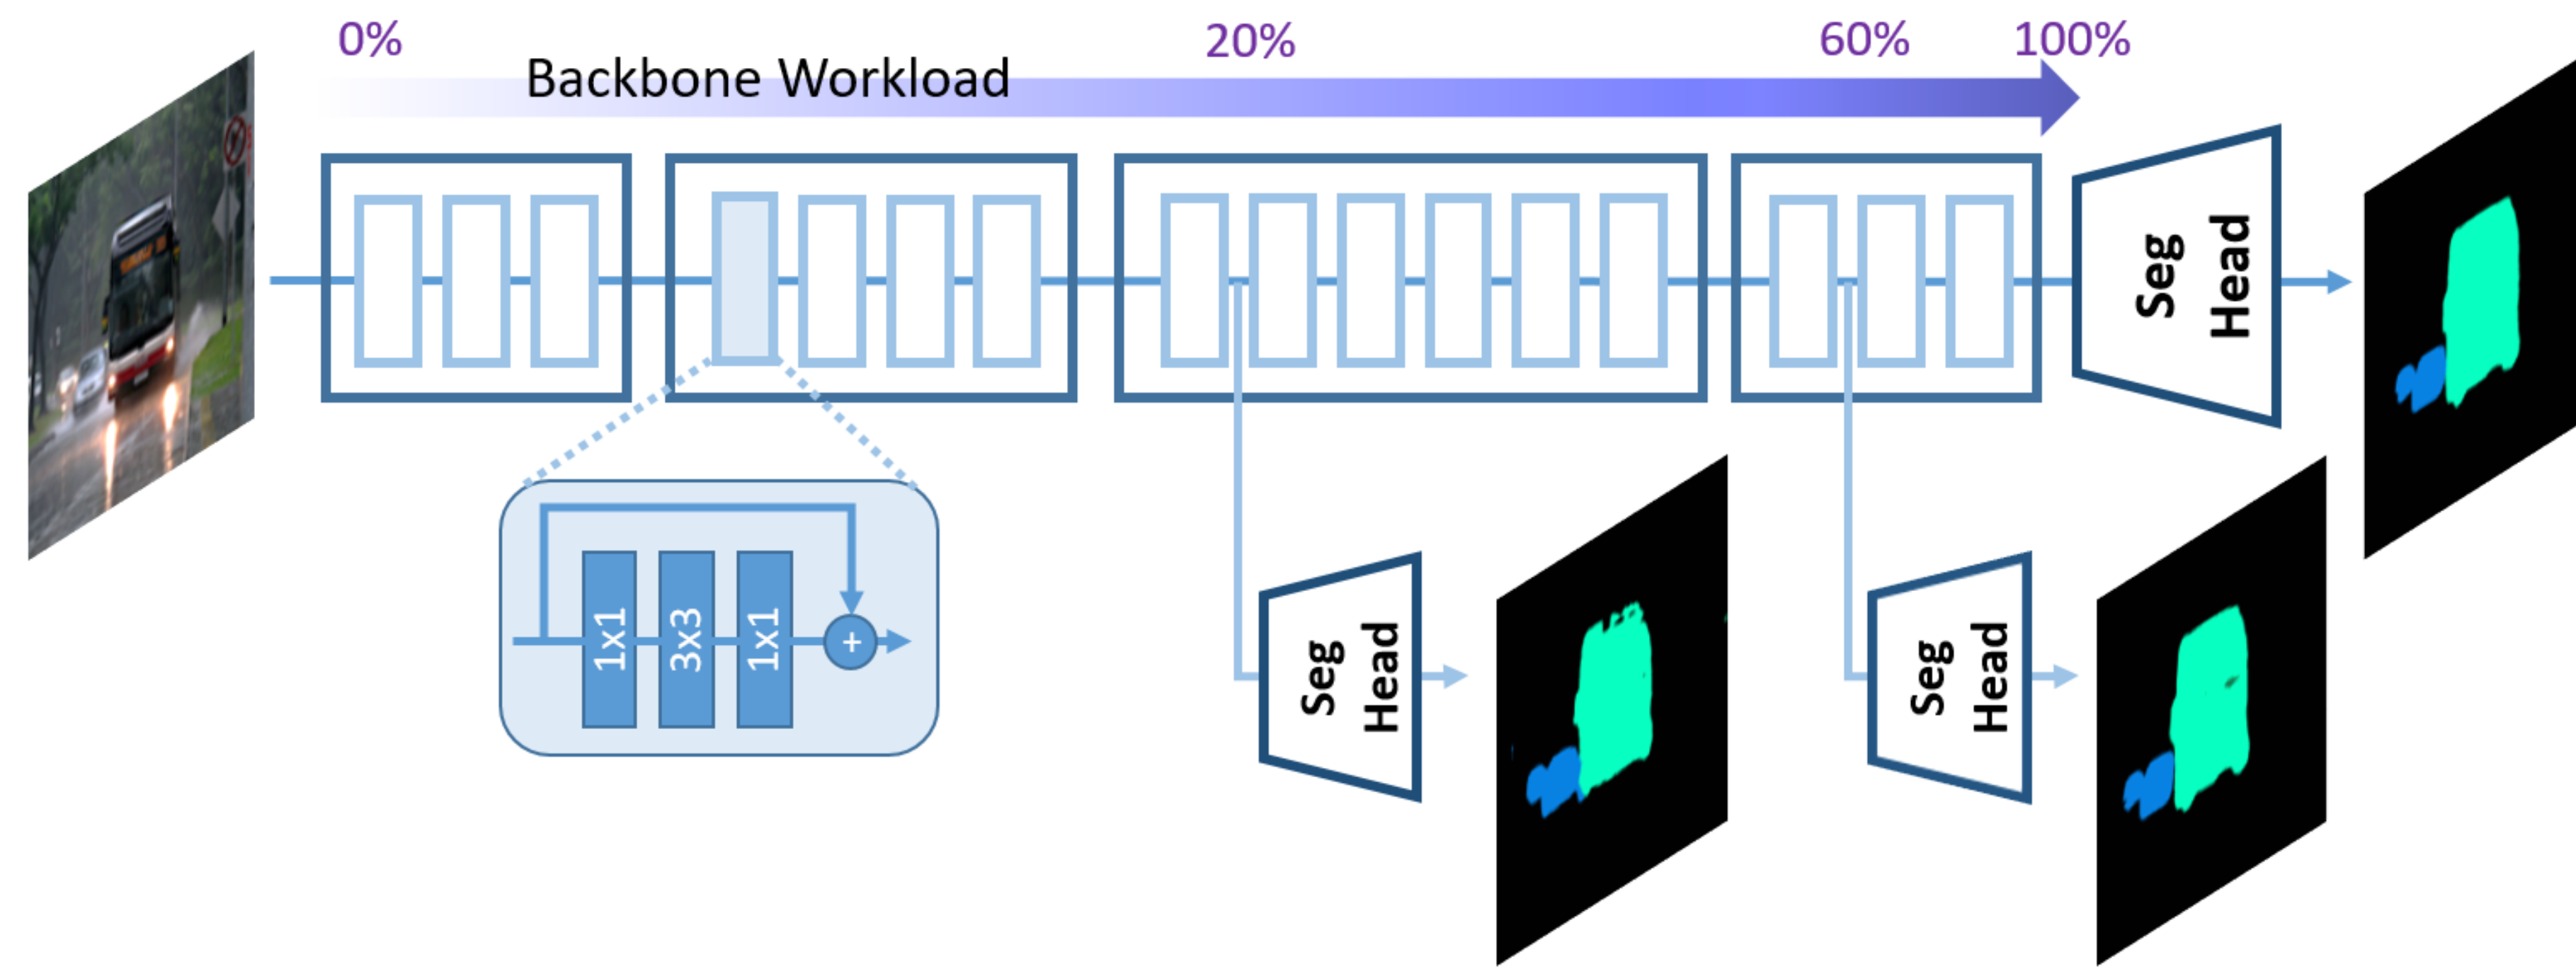 0%
20%
60%
100%
Backbone Workload
Seg
Head
1x1
3x3
1x1
+
Seg
Head
Seg
Head